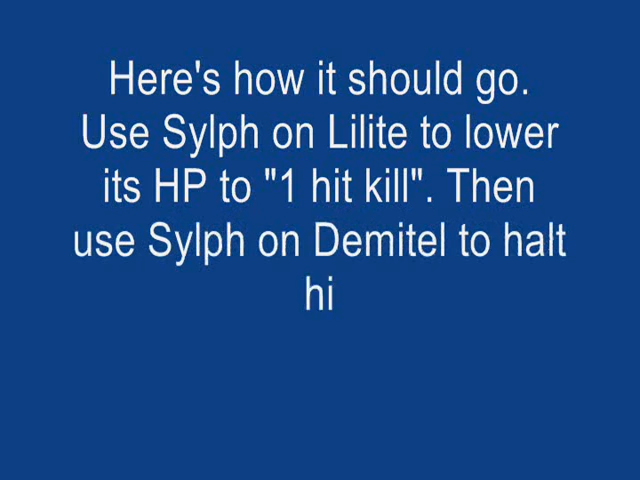 Here's how it should go.
Use Sylph on Lilite to lower
its HP to "1 hit kill". Then
use Sylph on Demitel to halt
hi